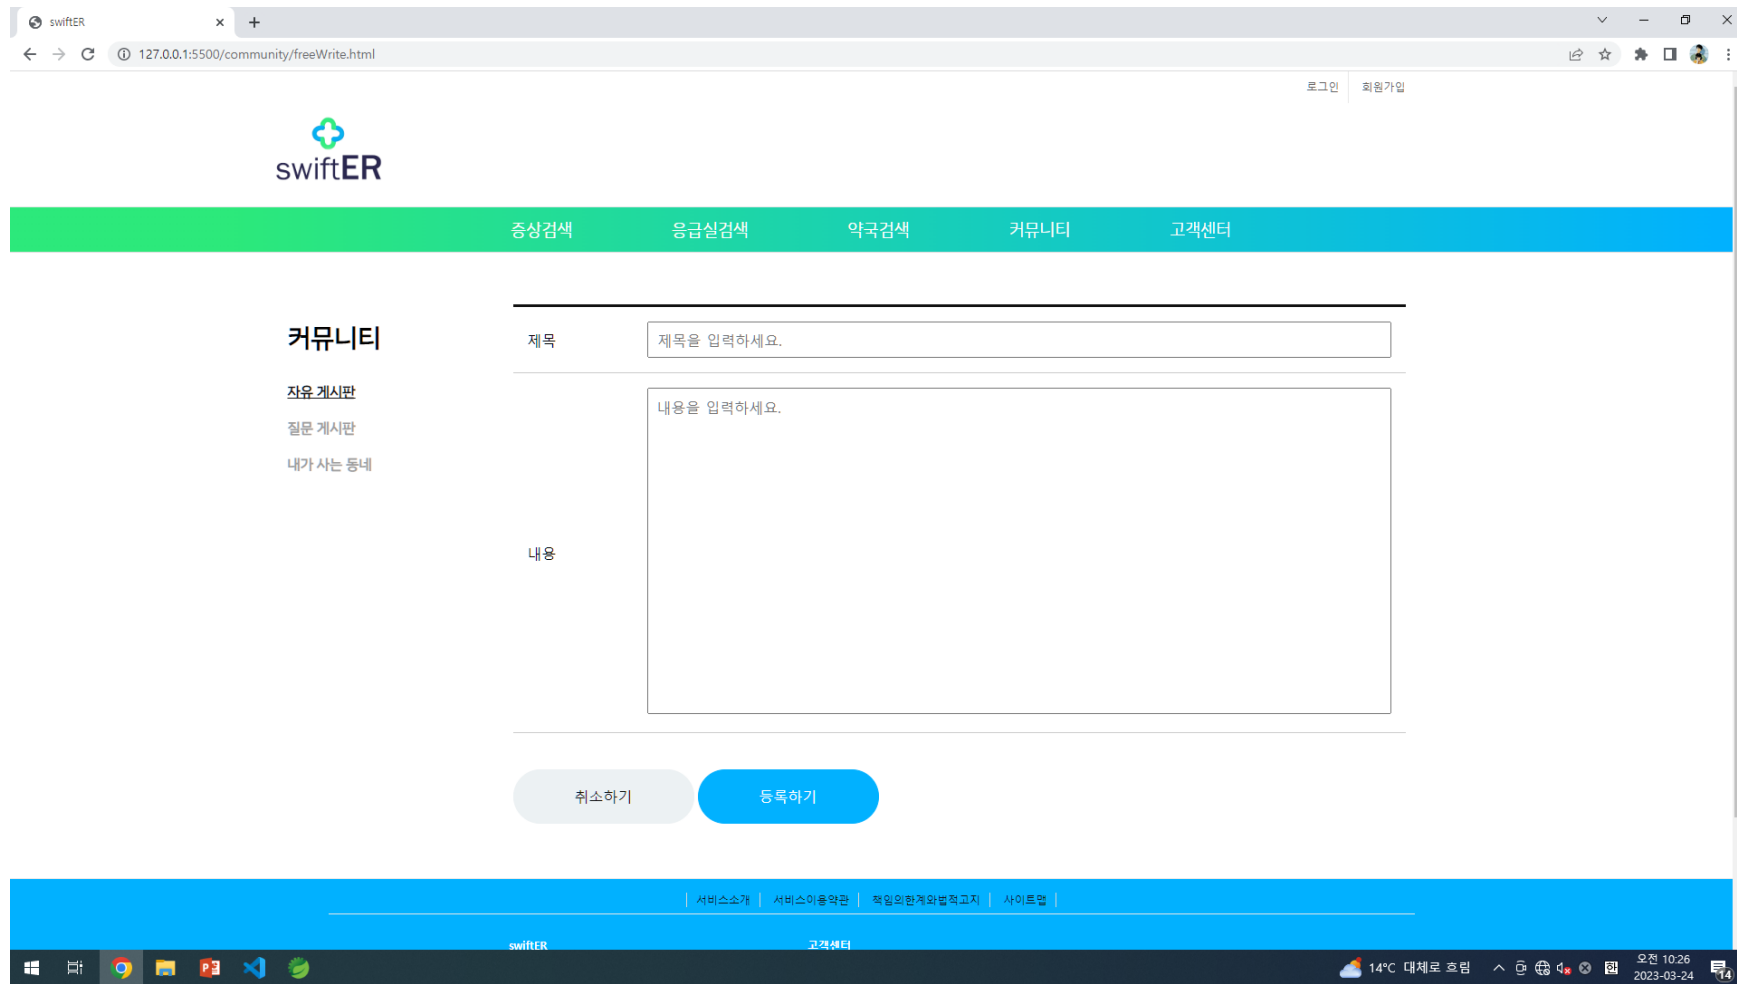 swiftER
127.0.0.1:5500/community/freeWrite.html
로그인 회원가입
swiftER
증상검색 응급실검색 약국검색 커뮤니티 고객센터
커뮤니티
자유 게시판
질문 게시판
내가 사는 동네
제목 제목을 입력하세요.
내용 내용을 입력하세요.
취소하기 등록하기
서비스소개 서비스이용약관 책임의한계와법적고지 사이트맵
swiftER 고객센터
14°C 대체로 흐림 한 오전 10:26
2023-03-24 14